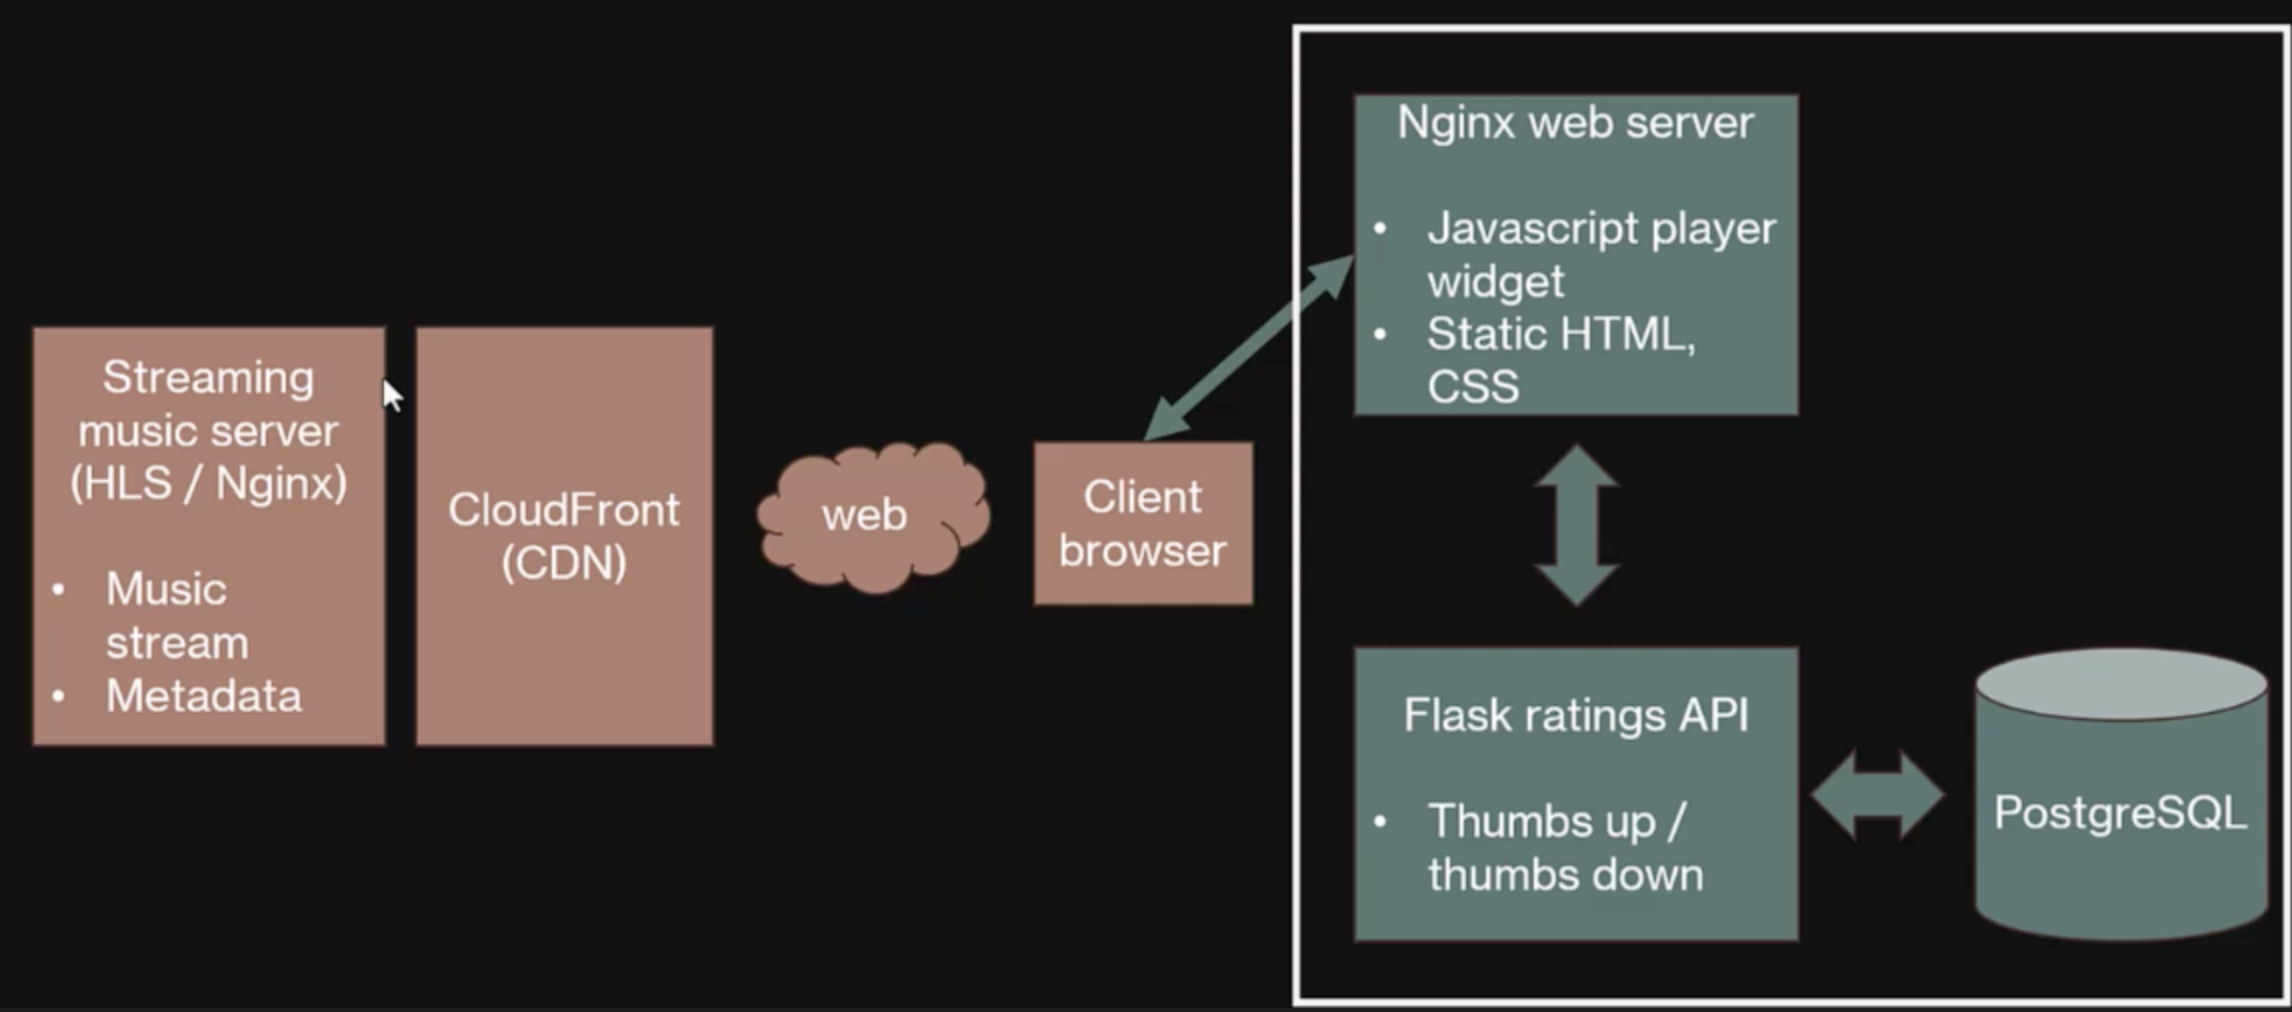 Streaming
music server
(HLS / Nginx)
• Music
stream
• Metadata
CloudFront
(CDN)
web
Client
browser
Nginx web server
• Javascript player
widget
• Static HTML,
CSS
Flask ratings API
• Thumbs up /
thumbs down
PostgreSQL